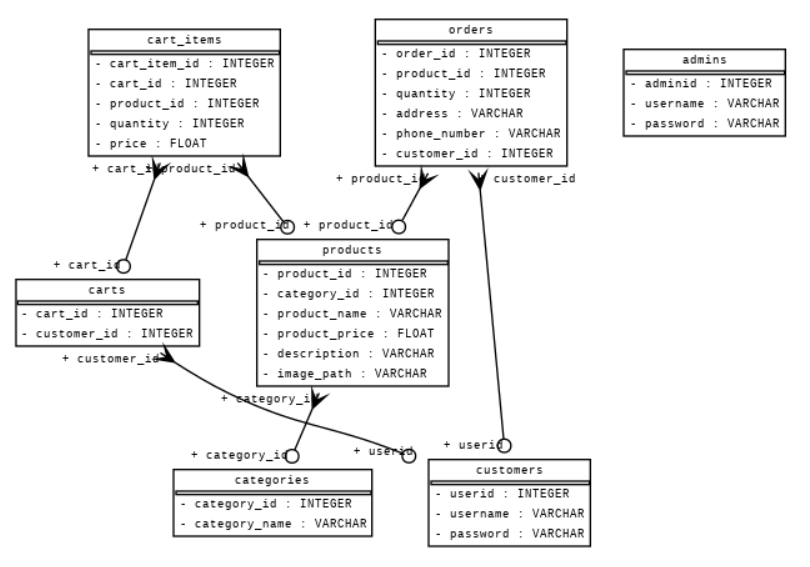 cart_items
- cart_item_id : INTEGER
- cart_id : INTEGER
- product_id : INTEGER
- quantity : INTEGER
- price : FLOAT
orders
- order_id : INTEGER
- product_id : INTEGER
- quantity : INTEGER
- address : VARCHAR
- phone_number : VARCHAR
- customer_id : INTEGER
admins
- adminid : INTEGER
- username : VARCHAR
- password : VARCHAR
+ cart_id
product_id
+ product_id
customer_id
+ product_id
+ product_id
+ cart_id
products
- product_id : INTEGER
- category_id : INTEGER
- product_name : VARCHAR
- product_price : FLOAT
- description : VARCHAR
- image_path : VARCHAR
carts
- cart_id : INTEGER
- customer_id : INTEGER
+ customer_id
+ category_id
+ category_id
+ userid
+ userid
categories
- category_id : INTEGER
- category_name : VARCHAR
customers
- userid : INTEGER
- username : VARCHAR
- password : VARCHAR